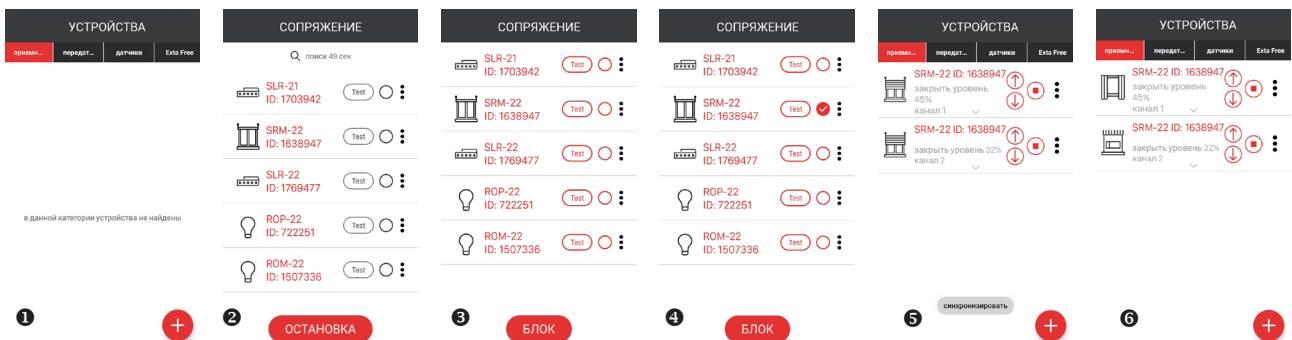 УСТРОЙСТВА
приемн... передат... датчики Exta Free
в данной категории устройства не найдены
❶
+
СОПРЯЖЕНИЕ
поиск 49 сек
SLR-21
ID: 1703942
Test
SRM-22
ID: 1638947
Test
SLR-22
ID: 1769477
Test
ROP-22
ID: 722251
Test
ROM-22
ID: 1507336
Test
❷
ОСТАНОВКА
СОПРЯЖЕНИЕ
SLR-21
ID: 1703942
Test
SRM-22
ID: 1638947
Test
SLR-22
ID: 1769477
Test
ROP-22
ID: 722251
Test
ROM-22
ID: 1507336
Test
❸
БЛОК
СОПРЯЖЕНИЕ
SLR-21
ID: 1703942
Test
SRM-22
ID: 1638947
Test
SLR-22
ID: 1769477
Test
ROP-22
ID: 722251
Test
ROM-22
ID: 1507336
Test
❹
БЛОК
УСТРОЙСТВА
приемн... передат... датчики Exta Free
SRM-22 ID: 1638947
закрыть уровень
45%
канал 1
SRM-22 ID: 1638947
закрыть уровень 32%
канал 2
синхронизировать
❺
+
УСТРОЙСТВА
приемн... передат... датчики Exta Free
SRM-22 ID: 1638947
закрыть уровень
45%
канал 1
SRM-22 ID: 1638947
закрыть уровень 32%
канал 2
❻
+